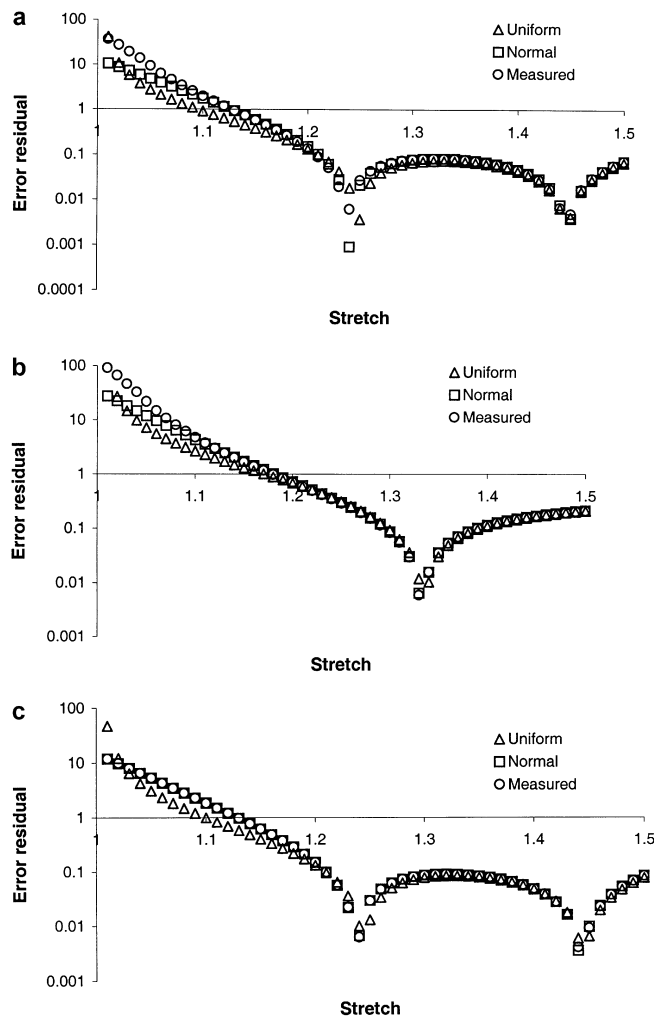 a
100
10
1
0.1
0.01
0.001
0.0001
Error residual
1 1.1 1.2 1.3 1.4 1.5
Stretch
Uniform
Normal
Measured
b
100
10
1
0.1
0.01
0.001
Error residual
1 1.1 1.2 1.3 1.4 1.5
Stretch
Uniform
Normal
Measured
c
100
10
1
0.1
0.01
0.001
Error residual
1 1.1 1.2 1.3 1.4 1.5
Stretch
Uniform
Normal
Measured